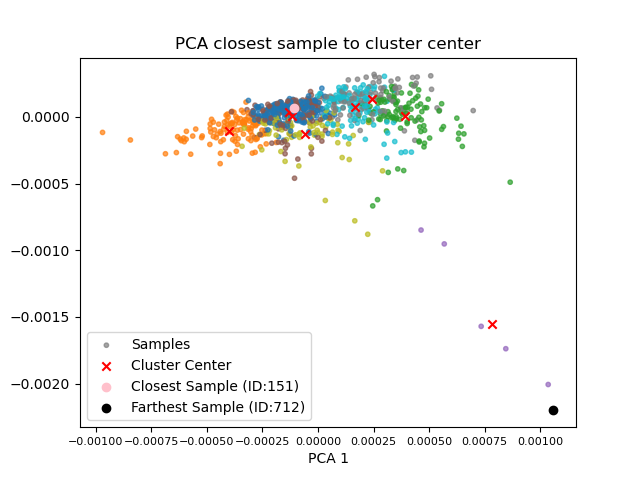 PCA closest sample to cluster center
0.0000
−0.0005
−0.0010
−0.0015
−0.0020
Samples
Cluster Center
Closest Sample (ID:151)
Farthest Sample (ID:712)
−0.00100 −0.00075 −0.00050 −0.00025 0.00000 0.00025 0.00050 0.00075 0.00100
PCA 1